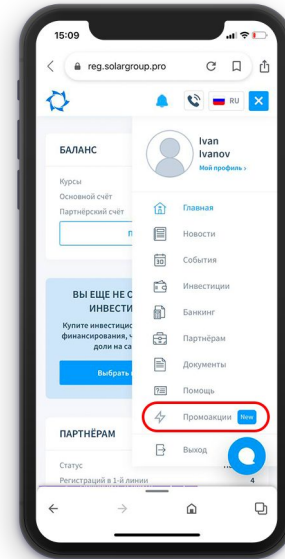 15:09
reg.solargroup.pro
RU
БАЛАНС
Ivan
Ivanov
Мой профиль ›
Курсы
Основной счёт
Партнёрский счёт
П
Главная
Новости
30
События
Инвестиции
Банкинг
Партнёрам
Документы
Помощь
Промоакции New
Выход
ВЫ ЕЩЕ НЕ С
ИНВЕСТИ
Купите инвестицио
финансирования, ч
доли на са
Выбрать
ПАРТНЁРАМ
Статус
Регистраций в 1-й линии
4